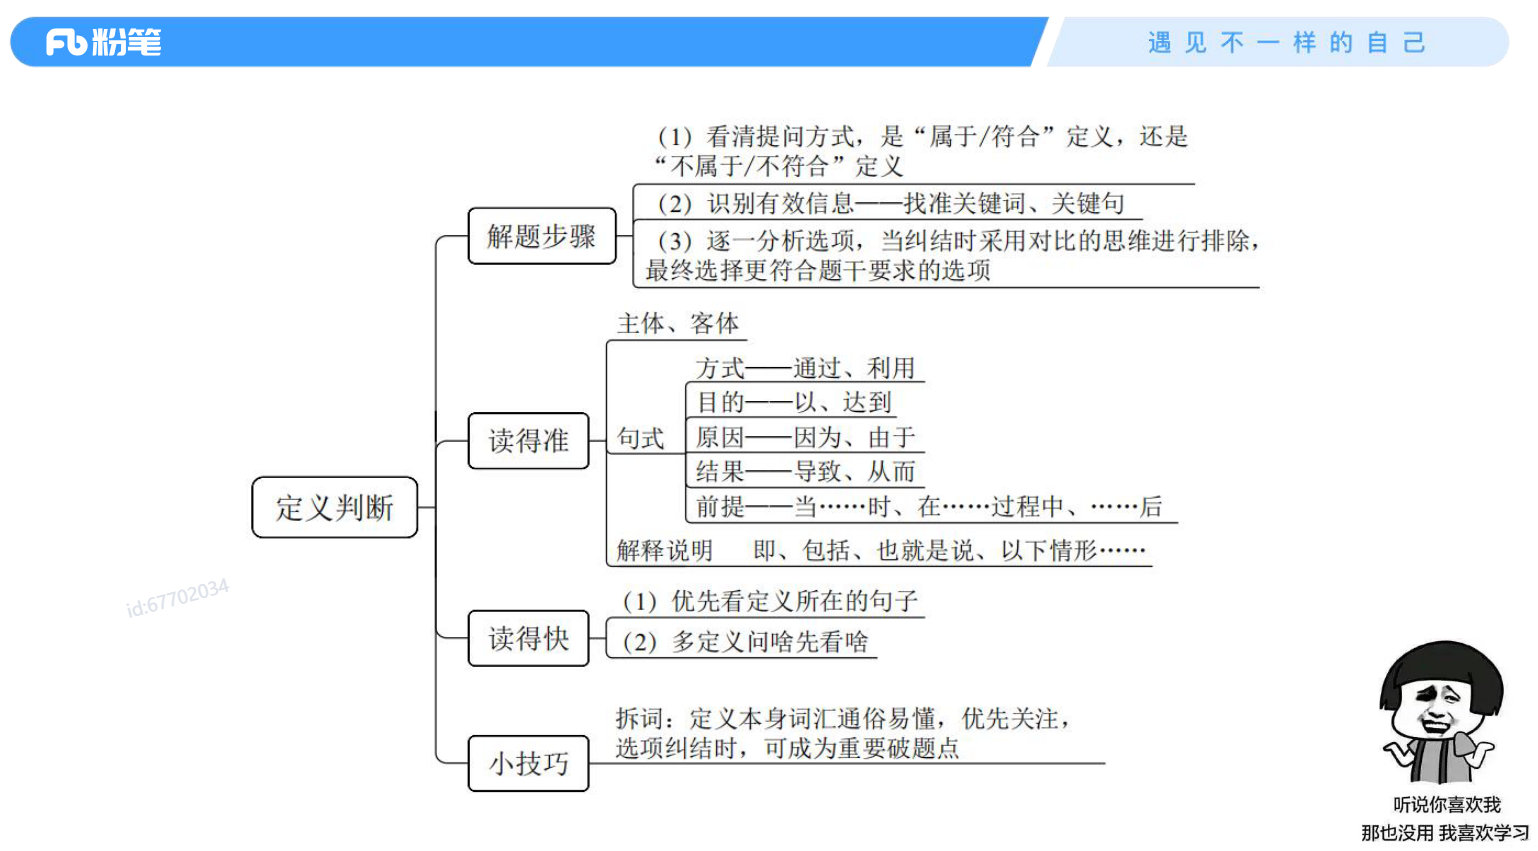 粉笔
遇见不一样的自己
（1）看清提问方式，是“属于/符合”定义，还是
“不属于/不符合”定义
（2）识别有效信息——找准关键词、关键句
解题步骤
（3）逐一分析选项，当纠结时采用对比的思维进行排除，
最终选择更符合题干要求的选项
主体、客体
方式——通过、利用
目的——以、达到
读得准
句式
原因——因为、由于
结果——导致、从而
前提——当……时、在……过程中、……后
定义判断
解释说明 即、包括、也就是说、以下情形……
id:67702034
（1）优先看定义所在的句子
读得快
（2）多定义问啥先看啥
拆词：定义本身词汇通俗易懂，优先关注，
选项纠结时，可成为重要破题点
小技巧
听说你喜欢我
那也没用 我喜欢学习